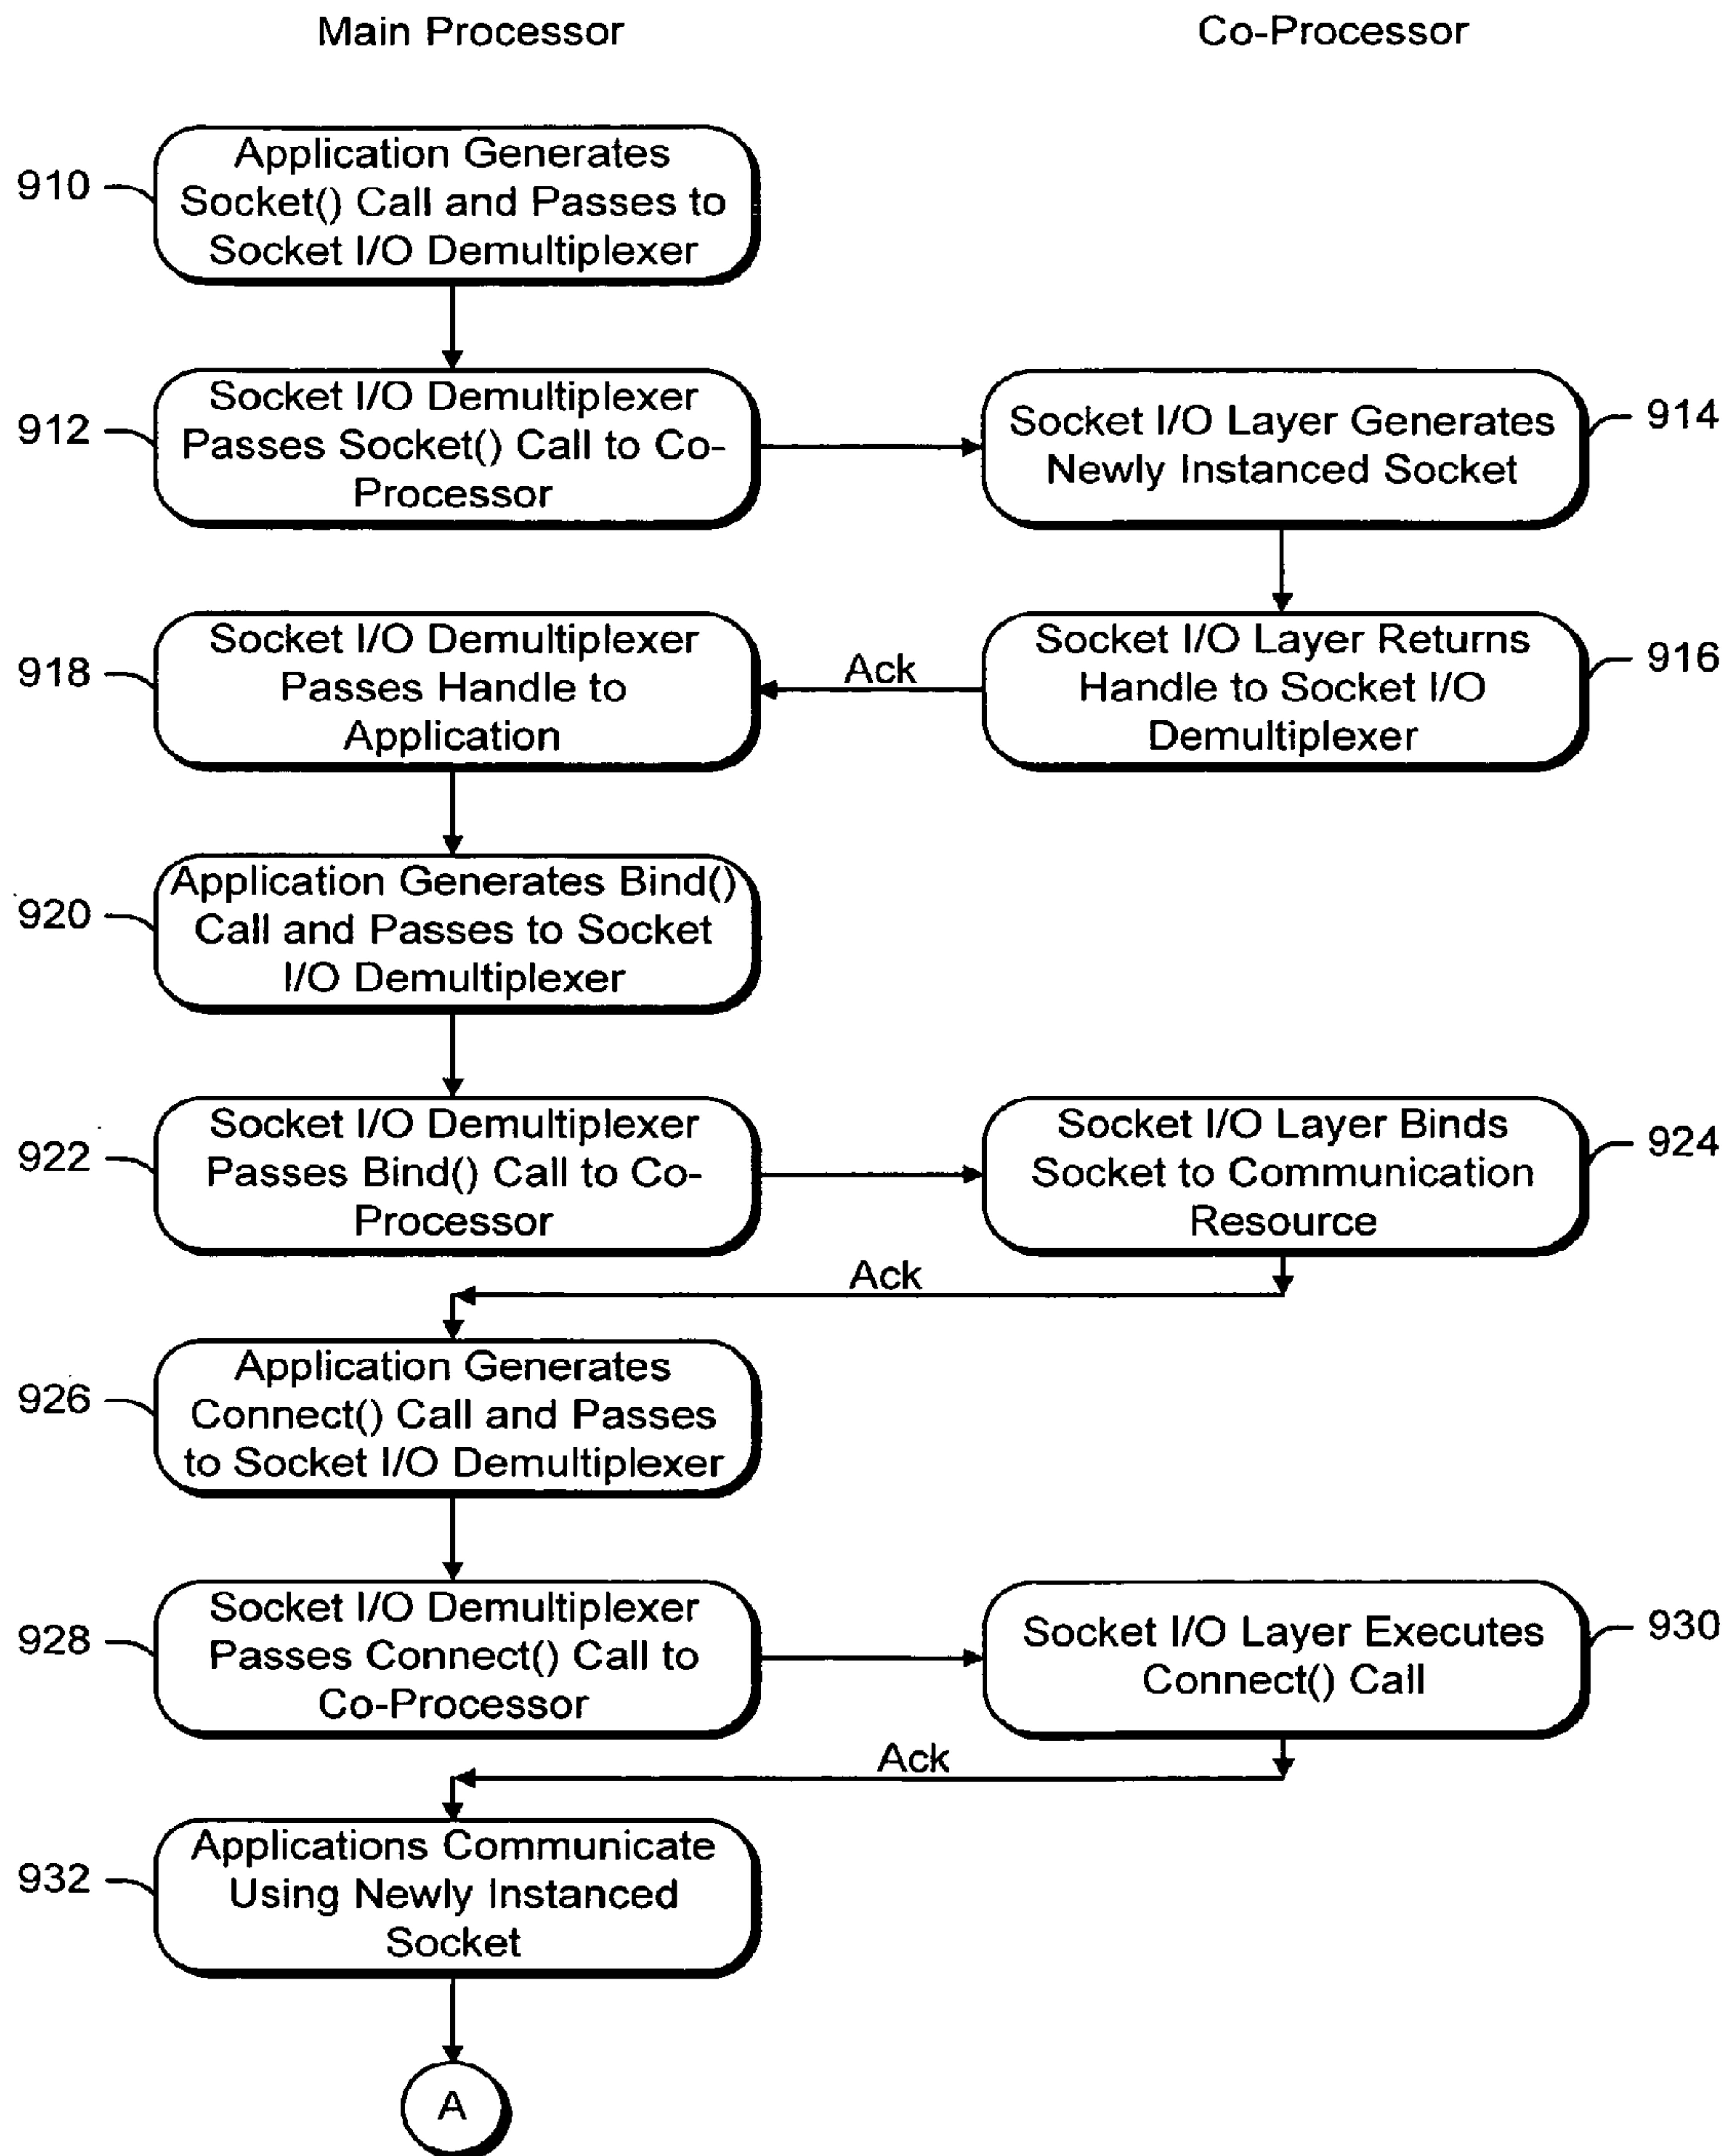 Main Processor
Co-Processor
910
Application Generates
Socket() Call and Passes to
Socket I/O Demultiplexer
912
Socket I/O Demultiplexer
Passes Socket() Call to Co-
Processor
Socket I/O Layer Generates
Newly Instanced Socket
914
918
Socket I/O Demultiplexer
Passes Handle to
Application
Ack
Socket I/O Layer Returns
Handle to Socket I/O
Demultiplexer
916
920
Application Generates Bind()
Call and Passes to Socket
I/O Demultiplexer
922
Socket I/O Demultiplexer
Passes Bind() Call to Co-
Processor
Socket I/O Layer Binds
Socket to Communication
Resource
924
Ack
926
Application Generates
Connect() Call and Passes
to Socket I/O Demultiplexer
928
Socket I/O Demultiplexer
Passes Connect() Call to
Co-Processor
Socket I/O Layer Executes
Connect() Call
930
Ack
932
Applications Communicate
Using Newly Instanced
Socket
A